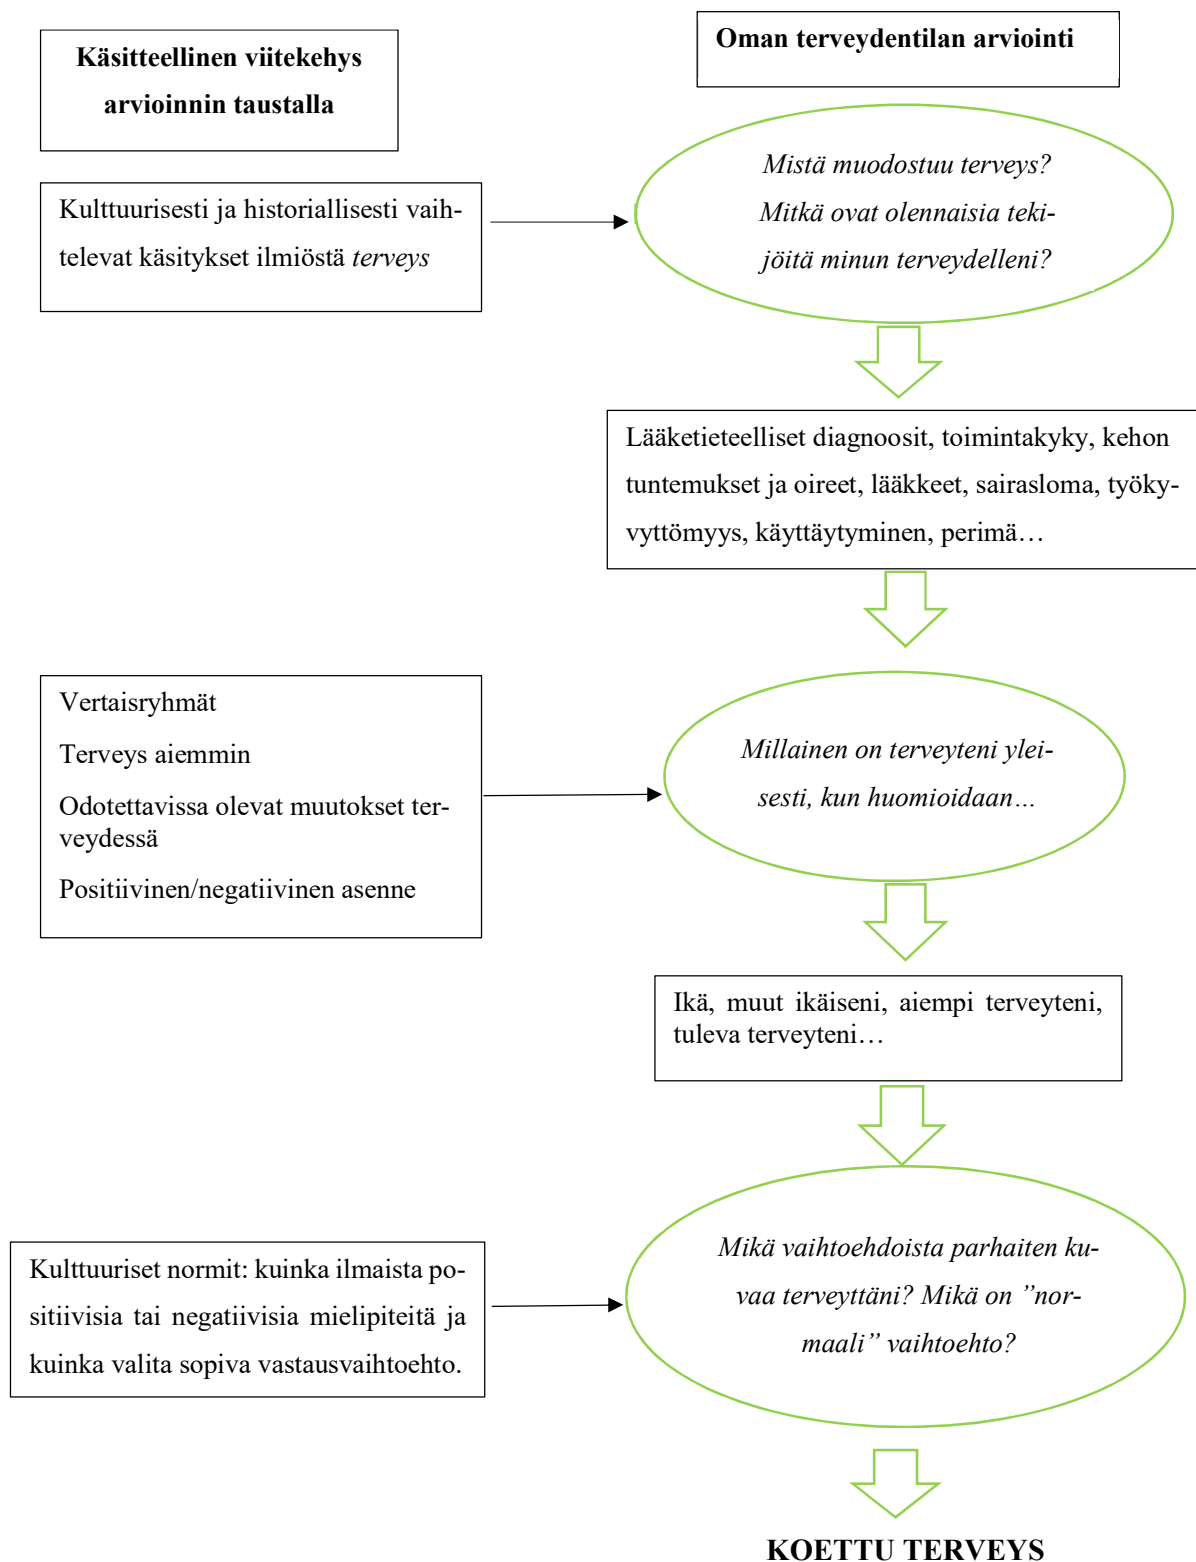 Käsitteellinen viitekehys
arvioinnin taustalla
Oman terveydentilan arviointi
Kulttuurisesti ja historiallisesti vaih-
televat käsitykset ilmiöstä terveys
Mistä muodostuu terveys?
Mitkä ovat olennaisia teki-
jöitä minun terveydelleni?
Lääketieteelliset diagnoosit, toimintakyky, kehon
tuntemukset ja oireet, lääkkeet, sairasloma, työky-
vyttömyys, käyttäytyminen, perimä…
Vertaisryhmät
Terveys aiemmin
Odotettavissa olevat muutokset ter-
veydessä
Positiivinen/negatiivinen asenne
Millainen on terveyteni ylei-
sesti, kun huomioidaan…
Ikä, muut ikäiseni, aiempi terveyteni,
tuleva terveyteni…
Kulttuuriset normit: kuinka ilmaista po-
sitiivisia tai negatiivisia mielipiteitä ja
kuinka valita sopiva vastausvaihtoehto.
Mikä vaihtoehdoista parhaiten ku-
vaa terveyttäni? Mikä on ”nor-
maali” vaihtoehto?
KOETTU TERVEYS